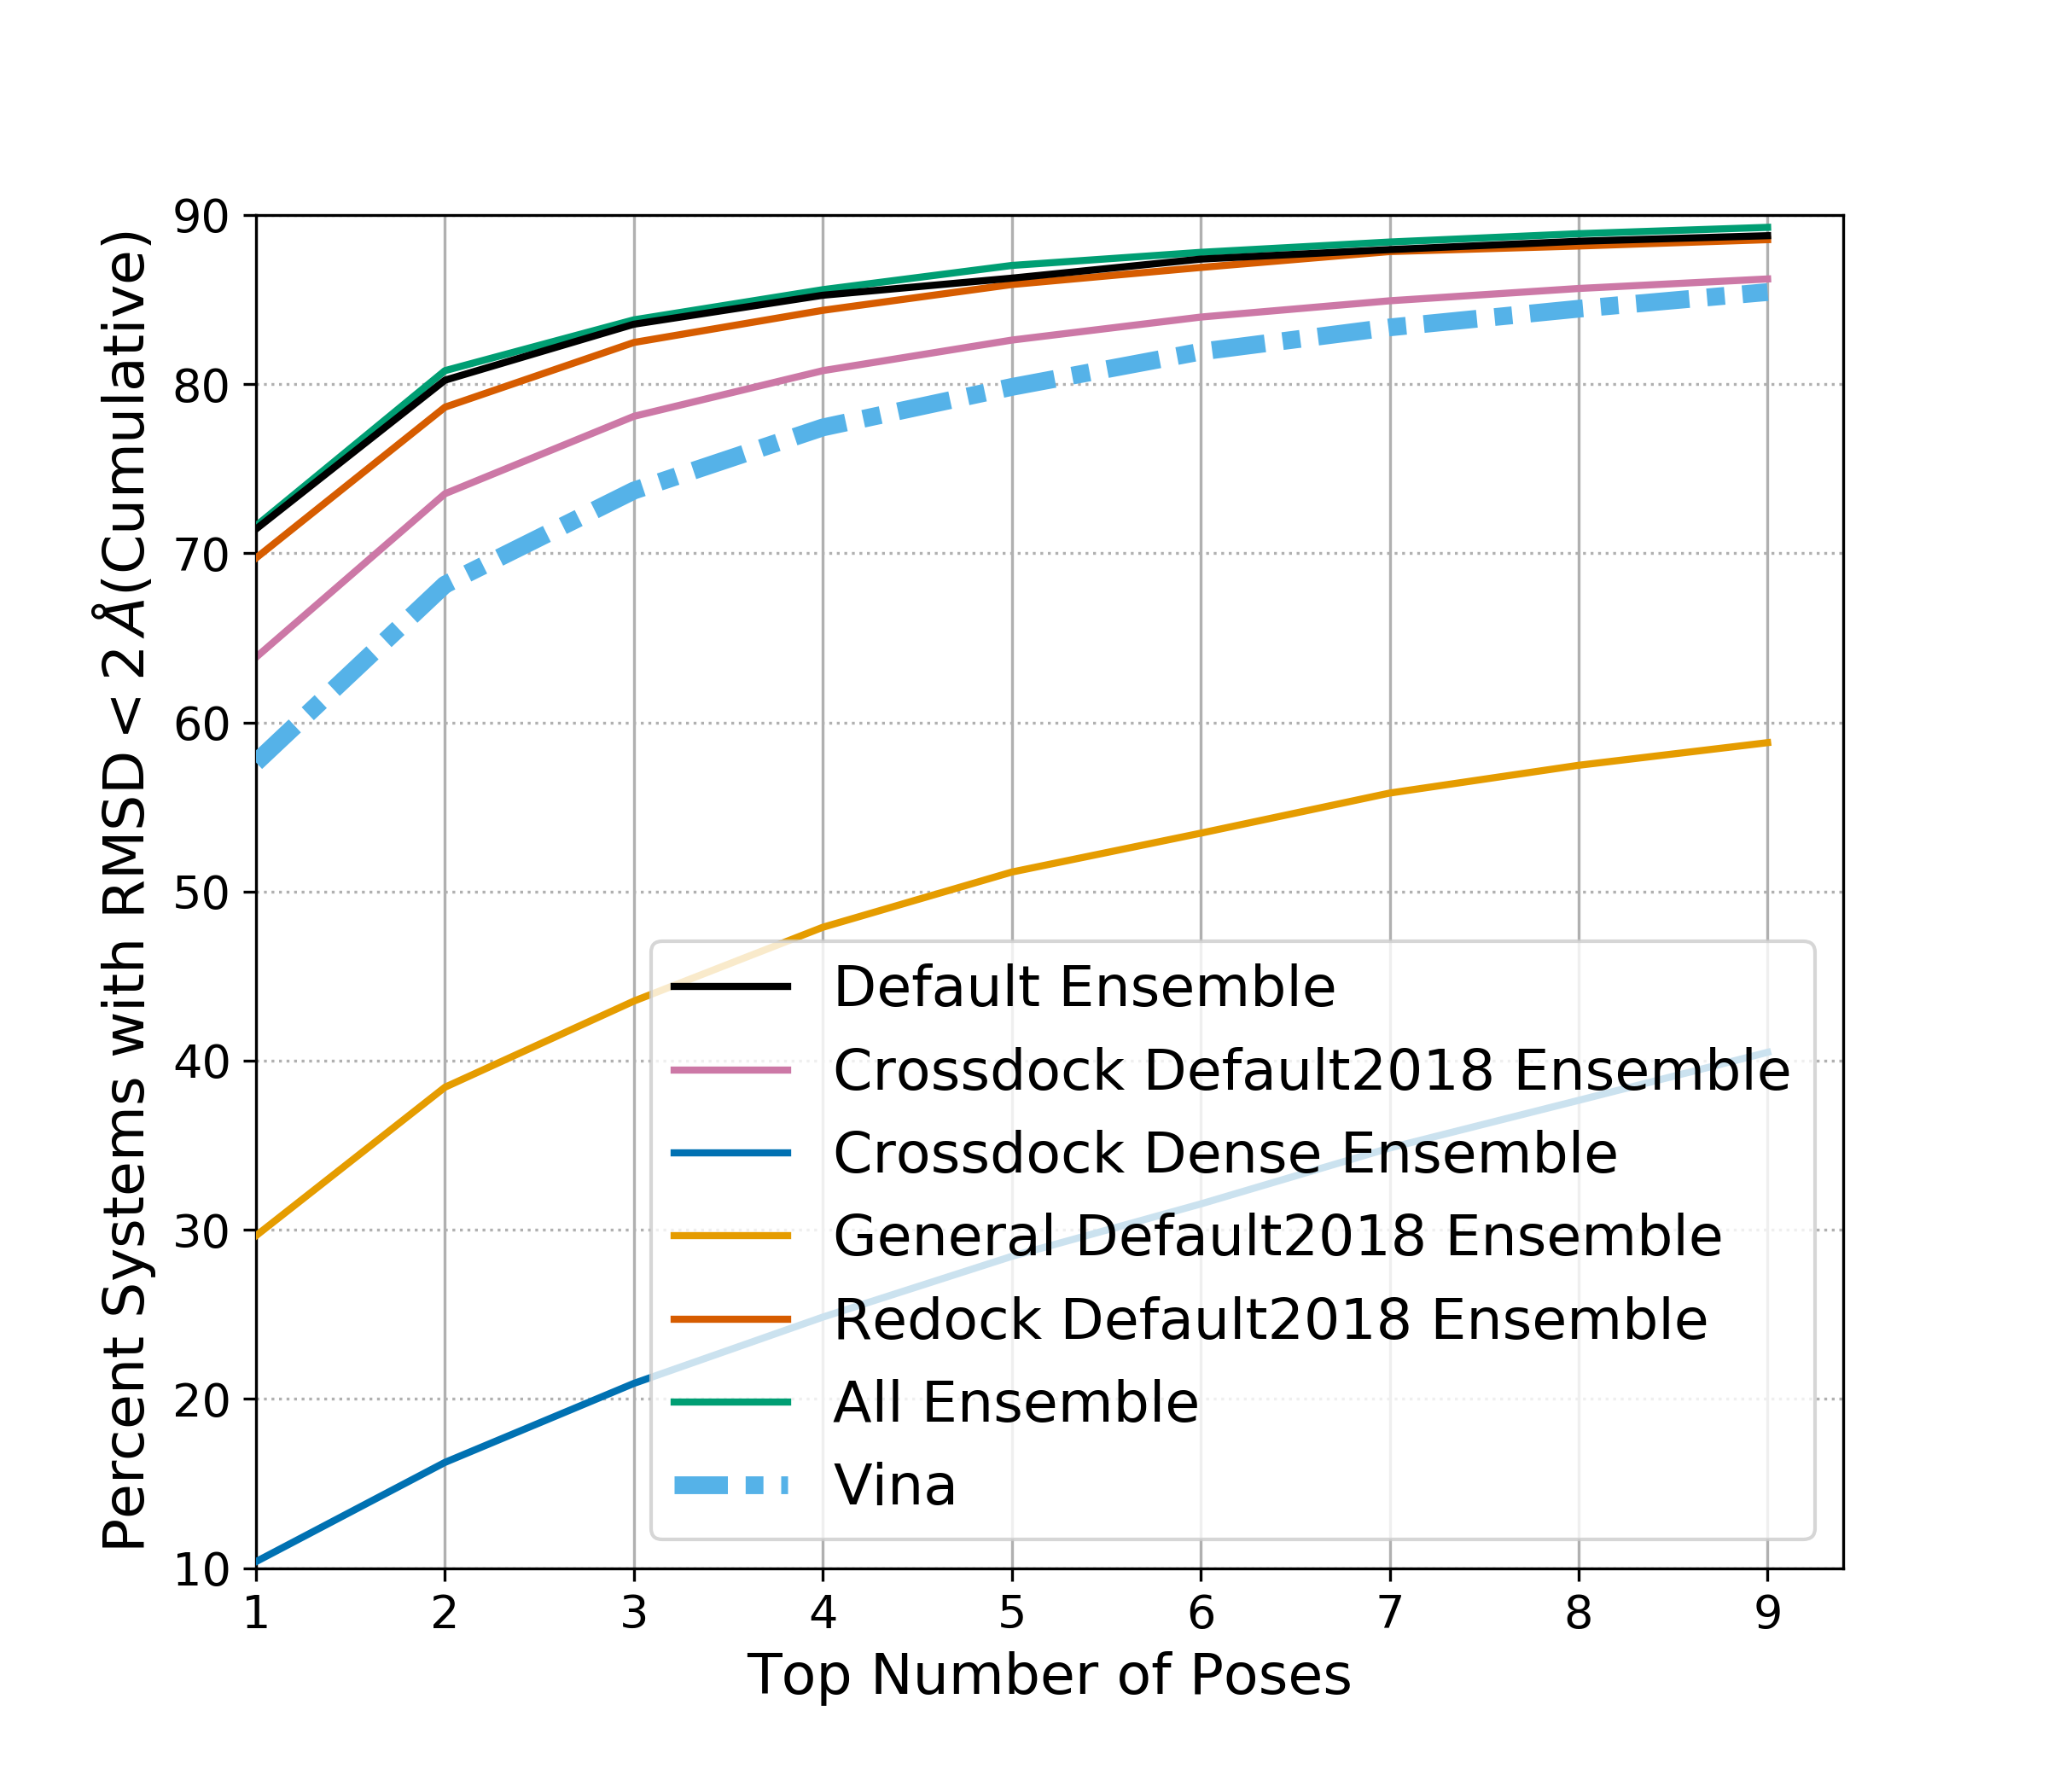 Percent Systems with RMSD < 2 Å(Cumulative)
90
80
70
60
50
40
30
20
10
Default Ensemble
Crossdock Default2018 Ensemble
Crossdock Dense Ensemble
General Default2018 Ensemble
Redock Default2018 Ensemble
All Ensemble
Vina
1 2 3 4 5 6 7 8 9
Top Number of Poses